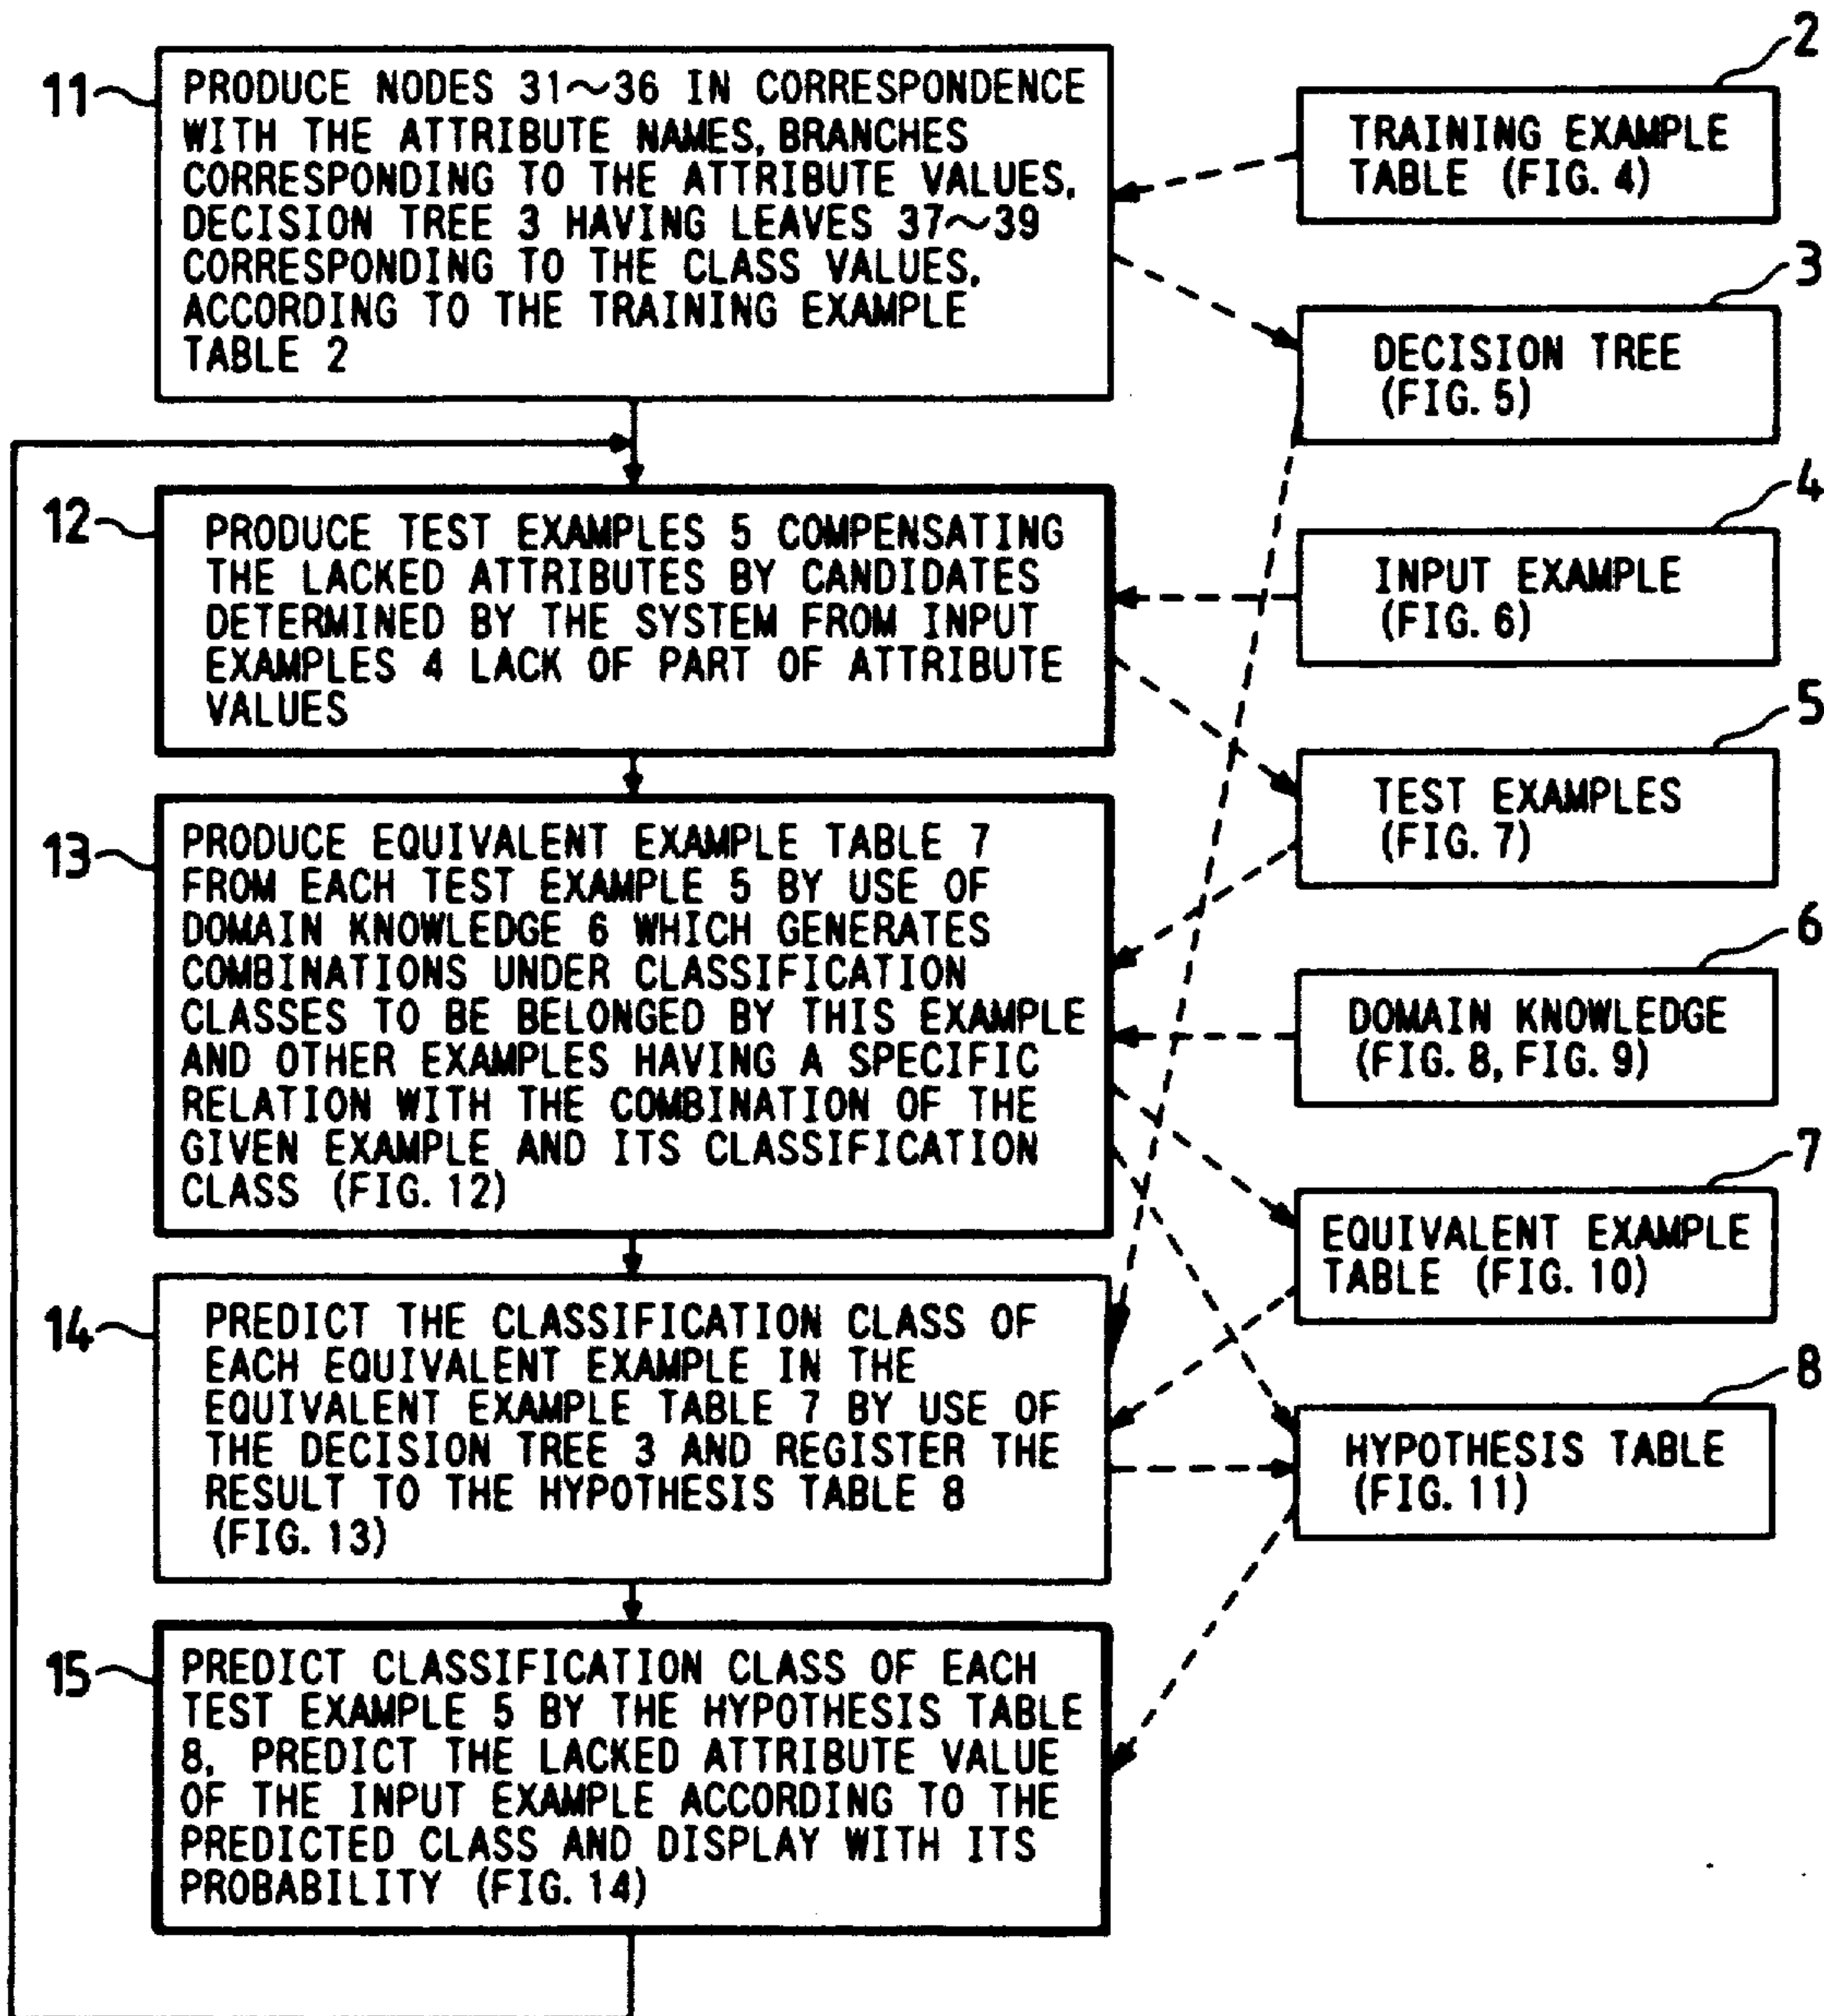 11
PRODUCE NODES 31~36 IN CORRESPONDENCE
WITH THE ATTRIBUTE NAMES, BRANCHES
CORRESPONDING TO THE ATTRIBUTE VALUES,
DECISION TREE 3 HAVING LEAVES 37~39
CORRESPONDING TO THE CLASS VALUES,
ACCORDING TO THE TRAINING EXAMPLE
TABLE 2
2
TRAINING EXAMPLE
TABLE (FIG. 4)
3
DECISION TREE
(FIG. 5)
12
PRODUCE TEST EXAMPLES 5 COMPENSATING
THE LACKED ATTRIBUTES BY CANDIDATES
DETERMINED BY THE SYSTEM FROM INPUT
EXAMPLES 4 LACK OF PART OF ATTRIBUTE
VALUES
4
INPUT EXAMPLE
(FIG. 6)
5
TEST EXAMPLES
(FIG. 7)
13
PRODUCE EQUIVALENT EXAMPLE TABLE 7
FROM EACH TEST EXAMPLE 5 BY USE OF
DOMAIN KNOWLEDGE 6 WHICH GENERATES
COMBINATIONS UNDER CLASSIFICATION
CLASSES TO BE BELONGED BY THIS EXAMPLE
AND OTHER EXAMPLES HAVING A SPECIFIC
RELATION WITH THE COMBINATION OF THE
GIVEN EXAMPLE AND ITS CLASSIFICATION
CLASS (FIG. 12)
6
DOMAIN KNOWLEDGE
(FIG. 8, FIG. 9)
7
EQUIVALENT EXAMPLE
TABLE (FIG. 10)
14
PREDICT THE CLASSIFICATION CLASS OF
EACH EQUIVALENT EXAMPLE IN THE
EQUIVALENT EXAMPLE TABLE 7 BY USE OF
THE DECISION TREE 3 AND REGISTER THE
RESULT TO THE HYPOTHESIS TABLE 8
(FIG. 13)
8
HYPOTHESIS TABLE
(FIG. 11)
15
PREDICT CLASSIFICATION CLASS OF EACH
TEST EXAMPLE 5 BY THE HYPOTHESIS TABLE
8, PREDICT THE LACKED ATTRIBUTE VALUE
OF THE INPUT EXAMPLE ACCORDING TO THE
PREDICTED CLASS AND DISPLAY WITH ITS
PROBABILITY (FIG. 14)